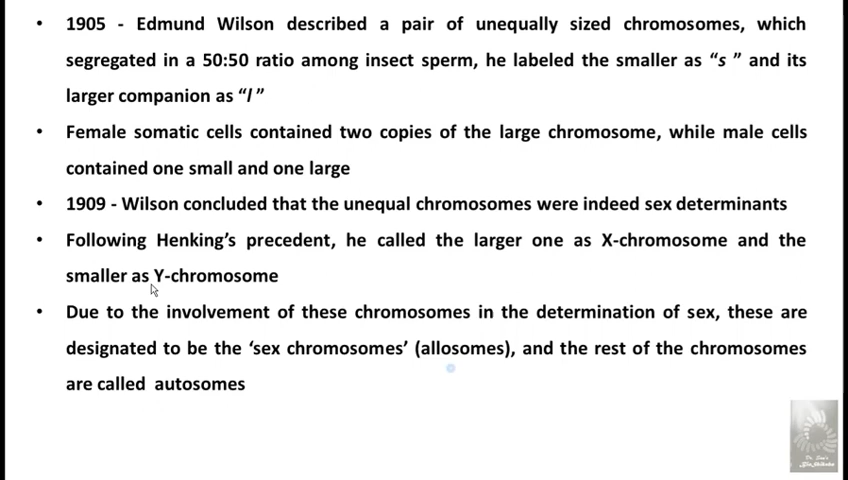 • 1905 - Edmund Wilson described a pair of unequally sized chromosomes, which
segregated in a 50:50 ratio among insect sperm, he labeled the smaller as “s ” and its
larger companion as “l ”
• Female somatic cells contained two copies of the large chromosome, while male cells
contained one small and one large
• 1909 - Wilson concluded that the unequal chromosomes were indeed sex determinants
• Following Henking’s precedent, he called the larger one as X-chromosome and the
smaller as Y-chromosome
• Due to the involvement of these chromosomes in the determination of sex, these are
designated to be the ‘sex chromosomes’ (allosomes), and the rest of the chromosomes
are called autosomes